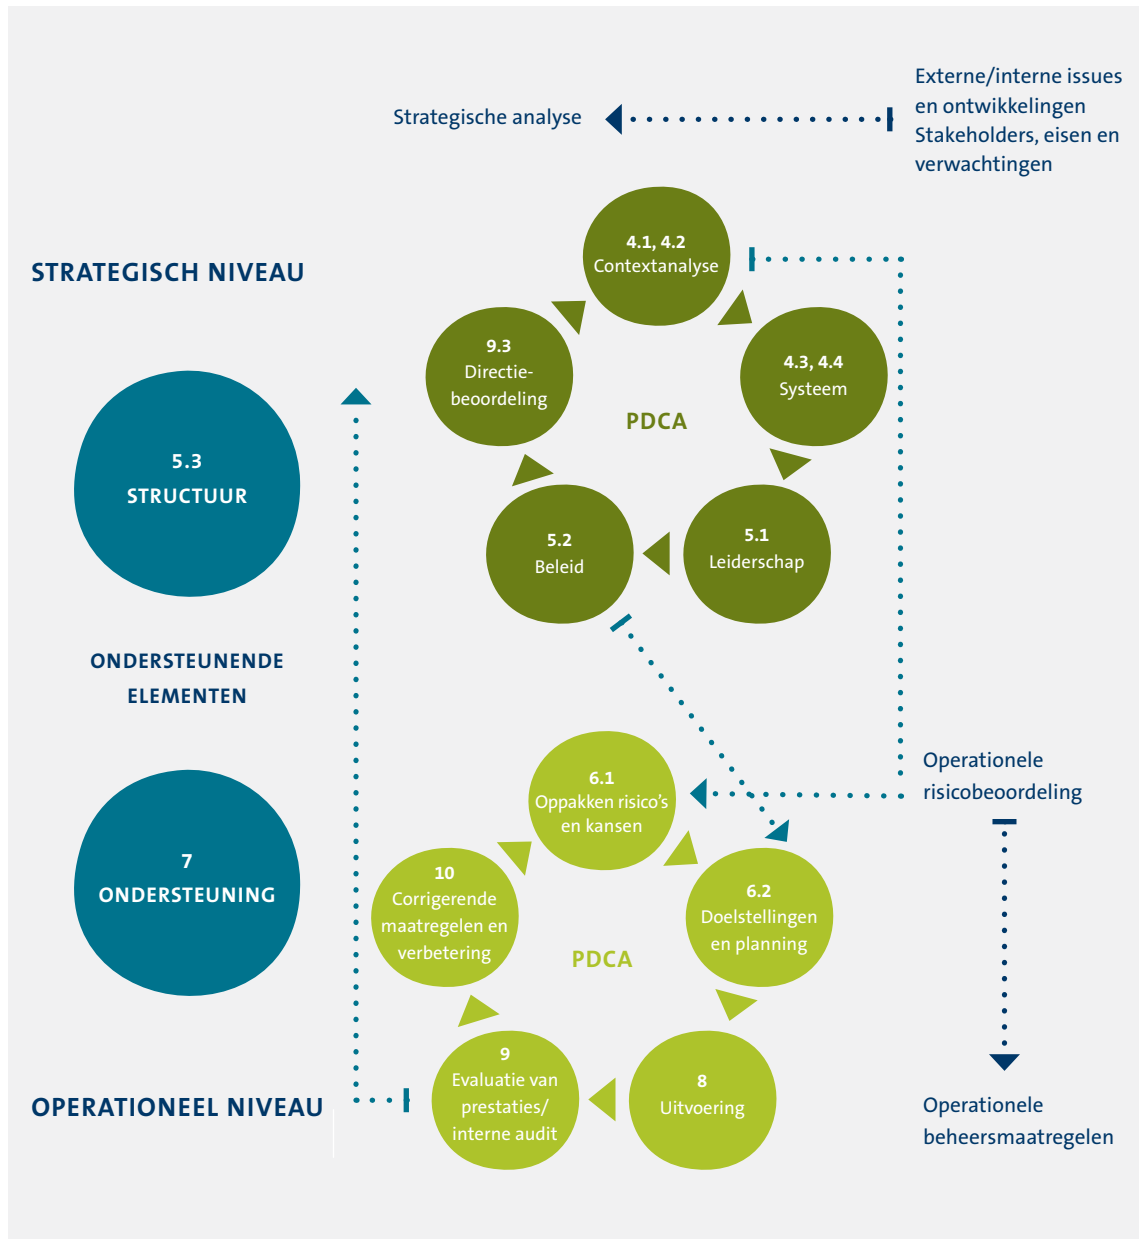 Externe/interne issues
en ontwikkelingen
Stakeholders, eisen en
verwachtingen
Strategische analyse
STRATEGISCH NIVEAU
4.1, 4.2
Contextanalyse
9.3
Directie-
beoordeling
4.3, 4.4
Systeem
PDCA
5.3
STRUCTUUR
5.2
Beleid
5.1
Leiderschap
ONDERSTEUNENDE
ELEMENTEN
6.1
Oppakken risico's
en kansen
Operationele
risicobeoordeling
7
ONDERSTEUNING
10
Corrigerende
maatregelen en
verbetering
6.2
Doelstellingen
en planning
PDCA
9
Evaluatie van
prestaties/
interne audit
8
Uitvoering
OPERATIONEEL NIVEAU
Operationele
beheersmaatregelen